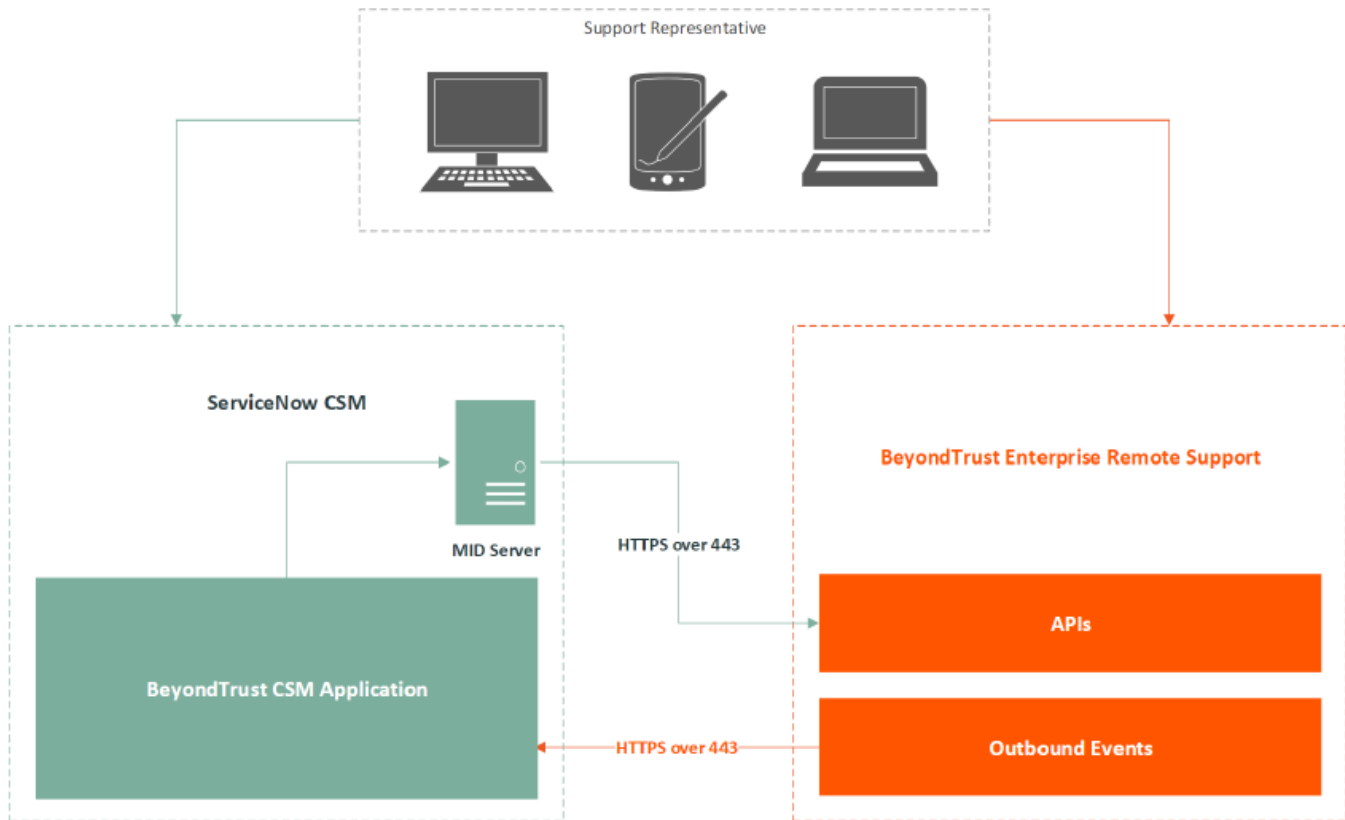 Support Representative
ServiceNow CSM
BeyondTrust Enterprise Remote Support
MID Server
HTTPS over 443
APIs
BeyondTrust CSM Application
HTTPS over 443
Outbound Events